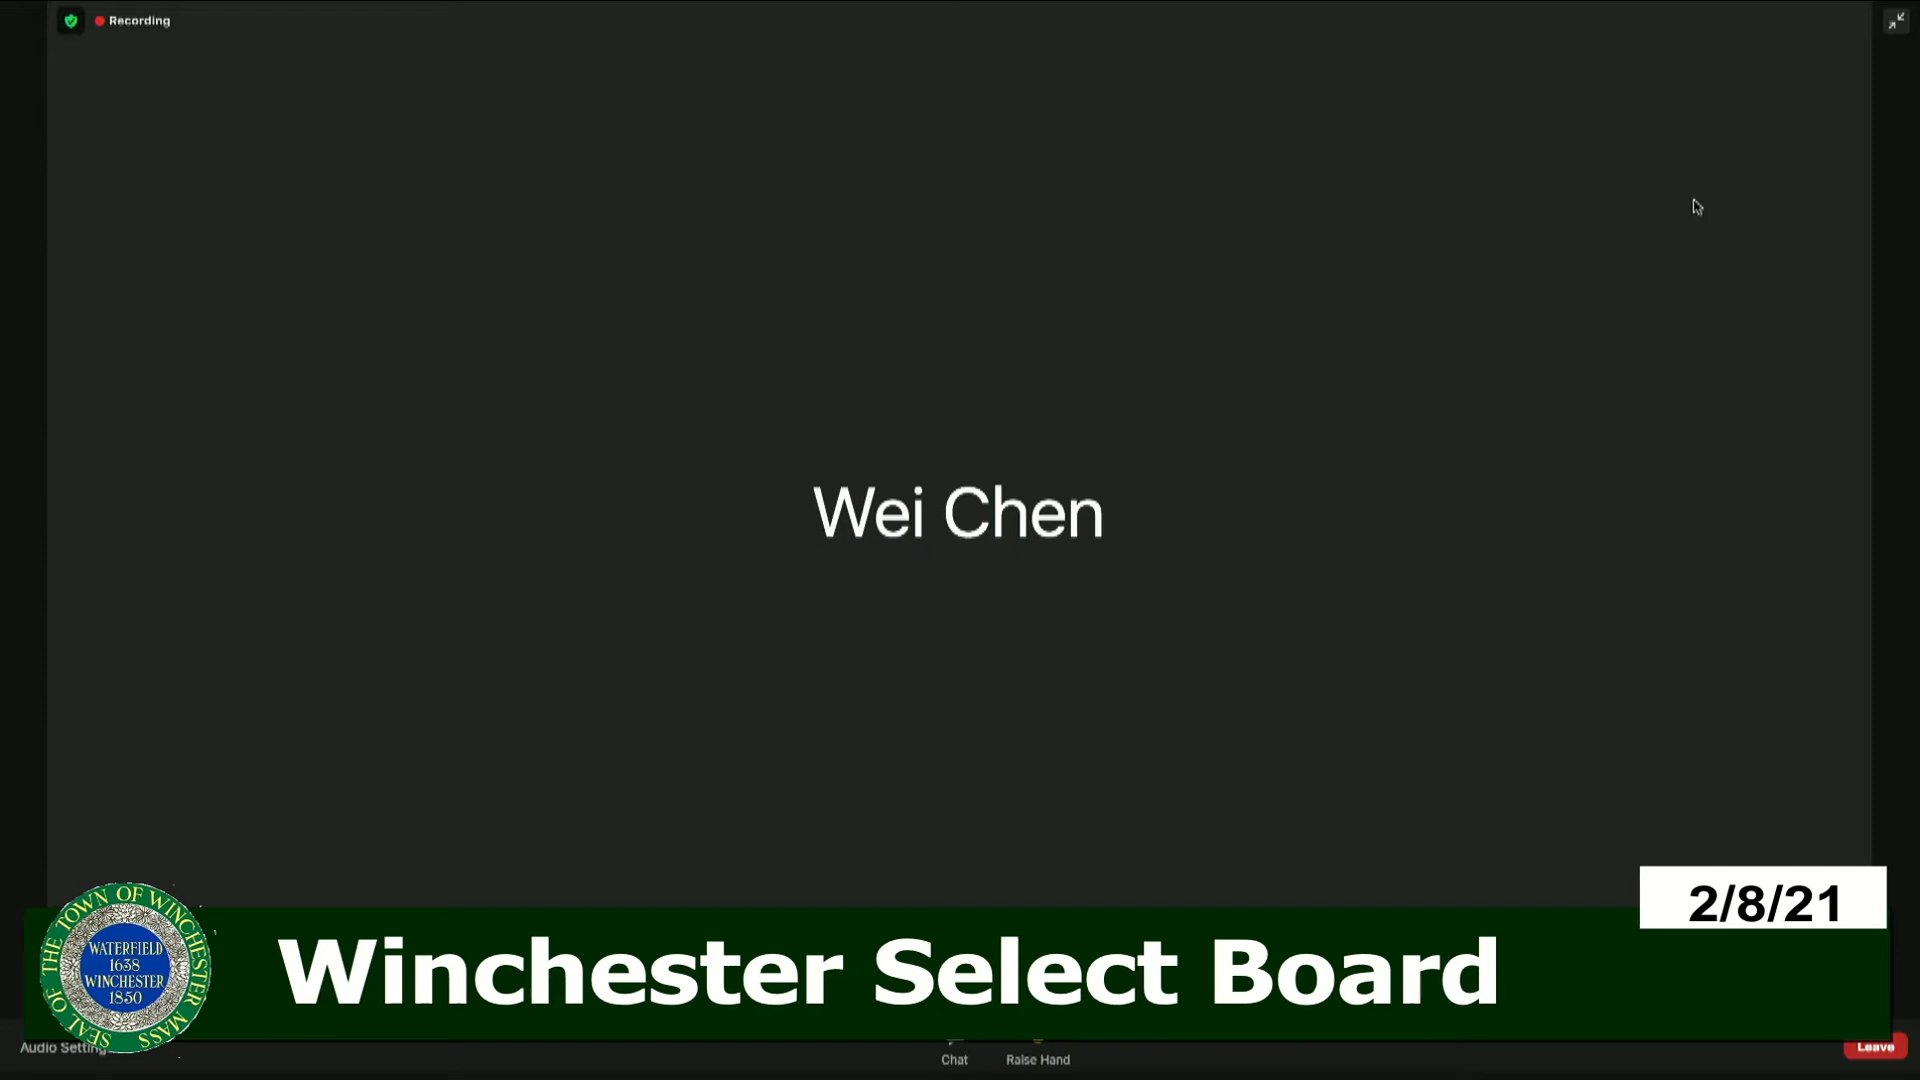 Recording
Wei Chen
2/8/21
Winchester Select Board
SEAL OF THE TOWN OF WINCHESTER MASS
WATERFIELD
1638
WINCHESTER
1850
Audio Setting
Chat
Raise Hand
Leave